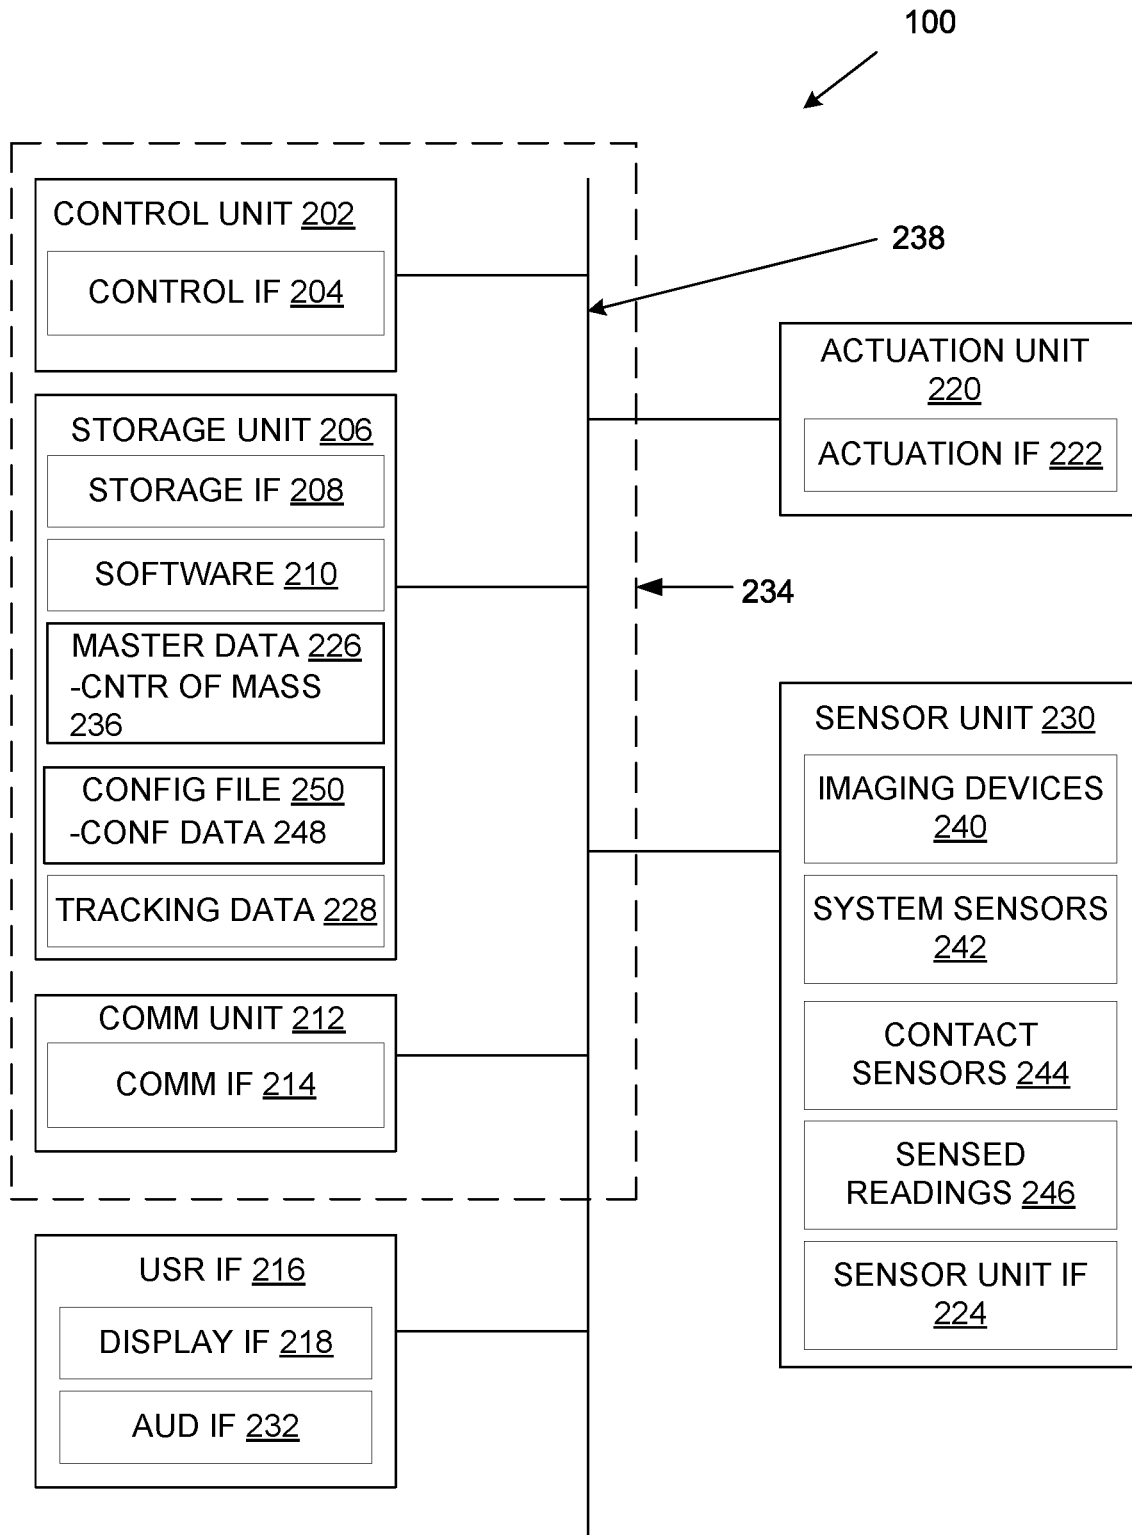 100
CONTROL UNIT 202
CONTROL IF 204
238
ACTUATION UNIT
220
ACTUATION IF 222
STORAGE UNIT 206
STORAGE IF 208
SOFTWARE 210
234
MASTER DATA 226
-CNTR OF MASS
236
CONFIG FILE 250
-CONF DATA 248
TRACKING DATA 228
SENSOR UNIT 230
IMAGING DEVICES
240
SYSTEM SENSORS
242
CONTACT
SENSORS 244
SENSED
READINGS 246
SENSOR UNIT IF
224
COMM UNIT 212
COMM IF 214
USR IF 216
DISPLAY IF 218
AUD IF 232